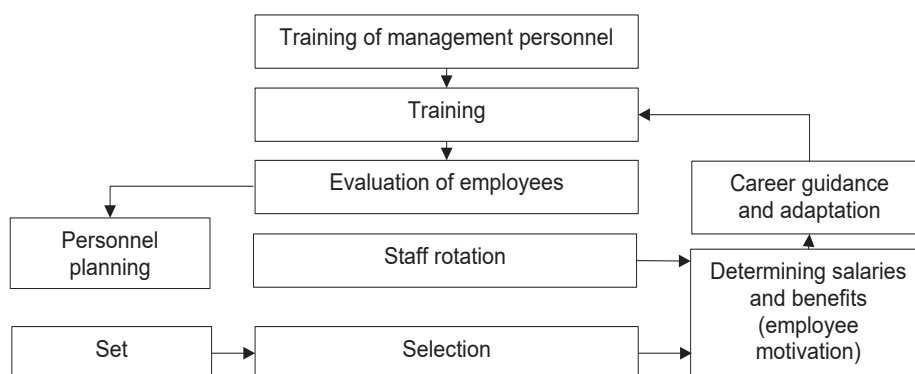 Training of management personnel
Training
Evaluation of employees
Career guidance
and adaptation
Personnel
planning
Staff rotation
Determining salaries
and benefits
(employee
motivation)
Set
Selection